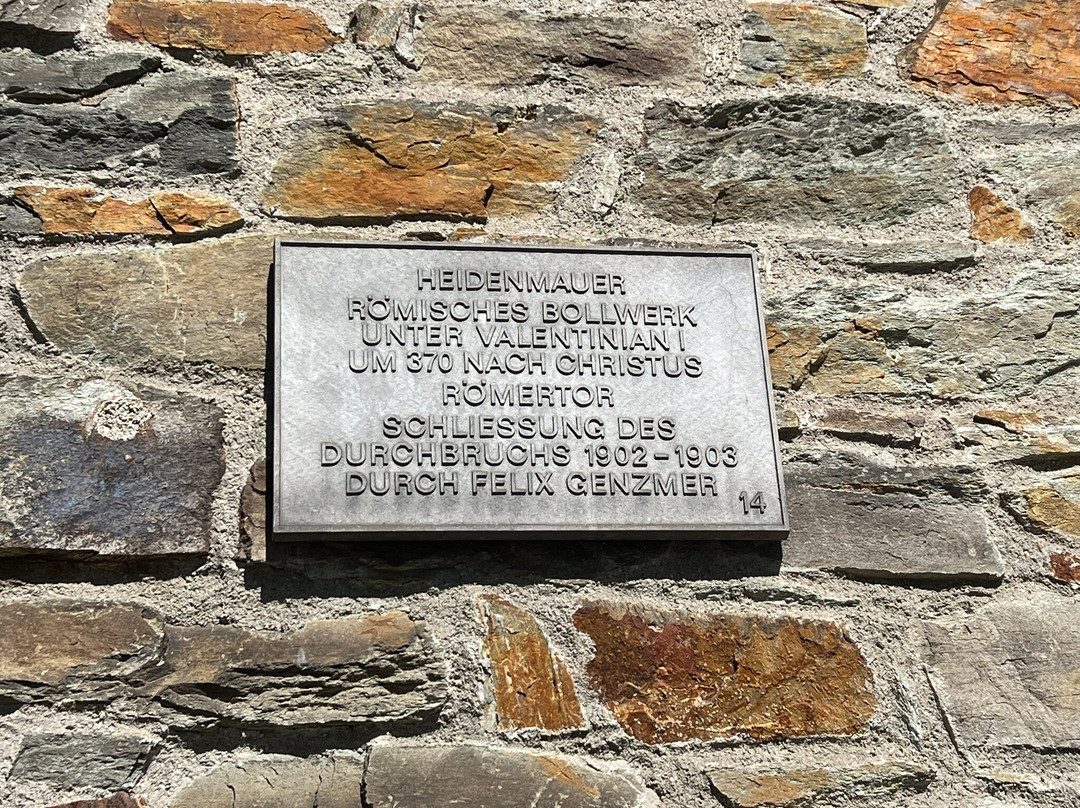 HEIDENMAUER
RÖMISCHES BOLLWERK
UNTER VALENTINIAN I
UM 370 NACH CHRISTUS
RÖMERTOR
SCHLIESSUNG DES
DURCHBRUCHS 1902-1903
DURCH FELIX GENZMER
14